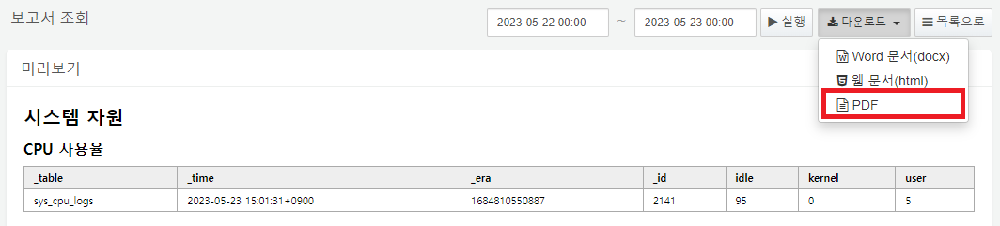 보고서 조회
2023-05-22 00:00 ~ 2023-05-23 00:00 실행 다운로드 목록으로
Word 문서(docx)
웹 문서(html)
PDF
미리보기
시스템 자원
CPU 사용율
_table _time _era _id idle kernel user
sys_cpu_logs 2023-05-23 15:01:31+0900 1684810550887 2141 95 0 5